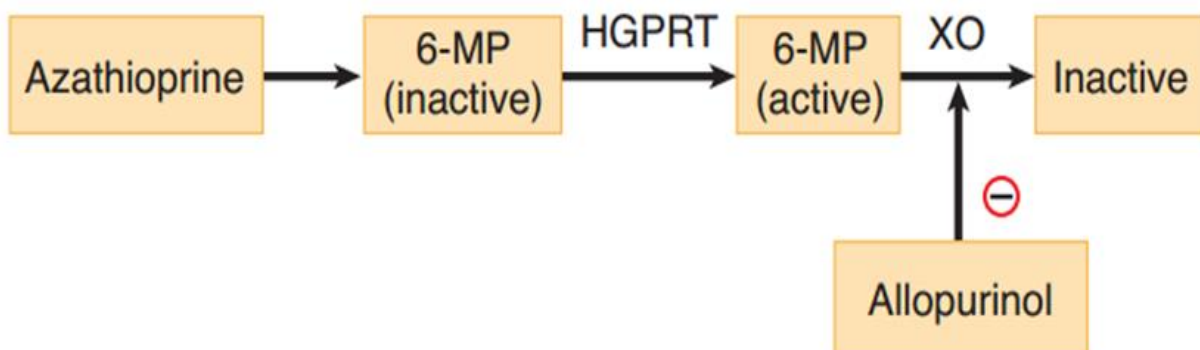 Azathioprine
6-MP
(inactive)
HGPRT
6-MP
(active)
XO
Inactive
−
Allopurinol